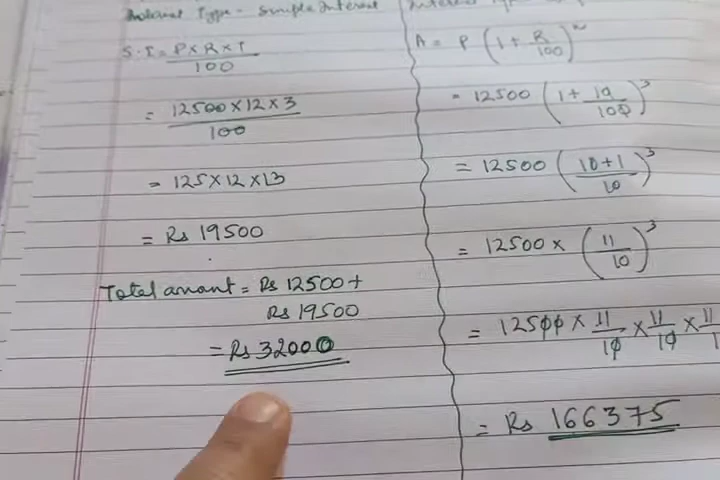 Interest Type - Simple Interest
S.I = P×R×T
100
= 12500×12×3
100
= 125×12×13
= Rs 19500
Total amant = Rs 12500+
Rs 19500
= Rs 32000
A = P (1 + R/100)^n
= 12500 (1 + 10/100)^3
= 12500 (10+1/10)^3
= 12500 × (11/10)^3
= 12500 × 11/10 × 11/10 × 11/1
= Rs 166375